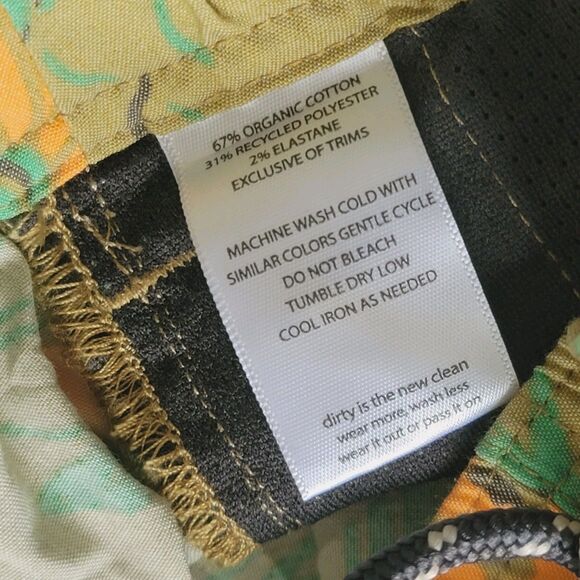 67% ORGANIC COTTON
31% RECYCLED POLYESTER
2% ELASTANE
EXCLUSIVE OF TRIMS
MACHINE WASH COLD WITH
SIMILAR COLORS GENTLE CYCLE
DO NOT BLEACH
TUMBLE DRY LOW
COOL IRON AS NEEDED
dirty is the new clean
wear more, wash less
wear it out or pass it on